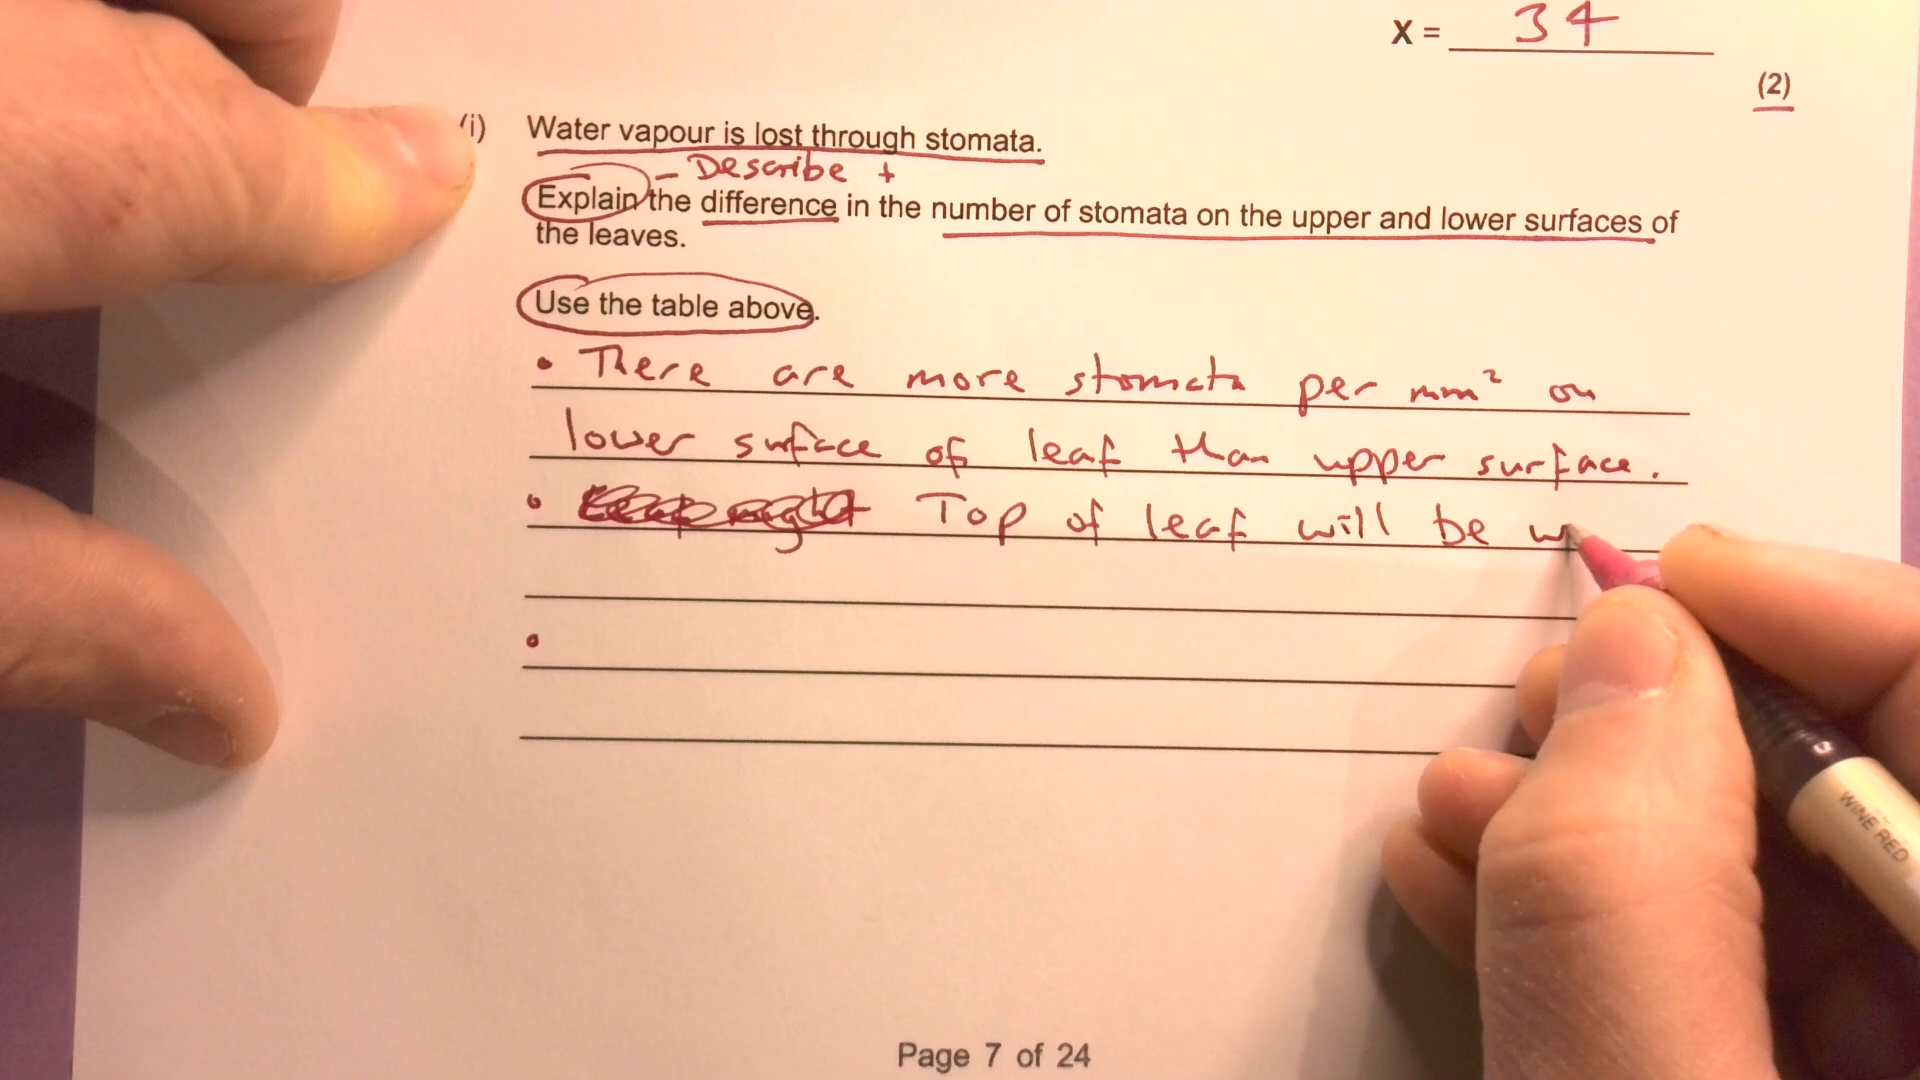 X = 34
(2)
(i) Water vapour is lost through stomata.
- Describe +
Explain the difference in the number of stomata on the upper and lower surfaces of
the leaves.
Use the table above.
• There are more stomata per mm² on
lower surface of leaf than upper surface.
• Top of leaf will be w
•
WINE RED
Page 7 of 24